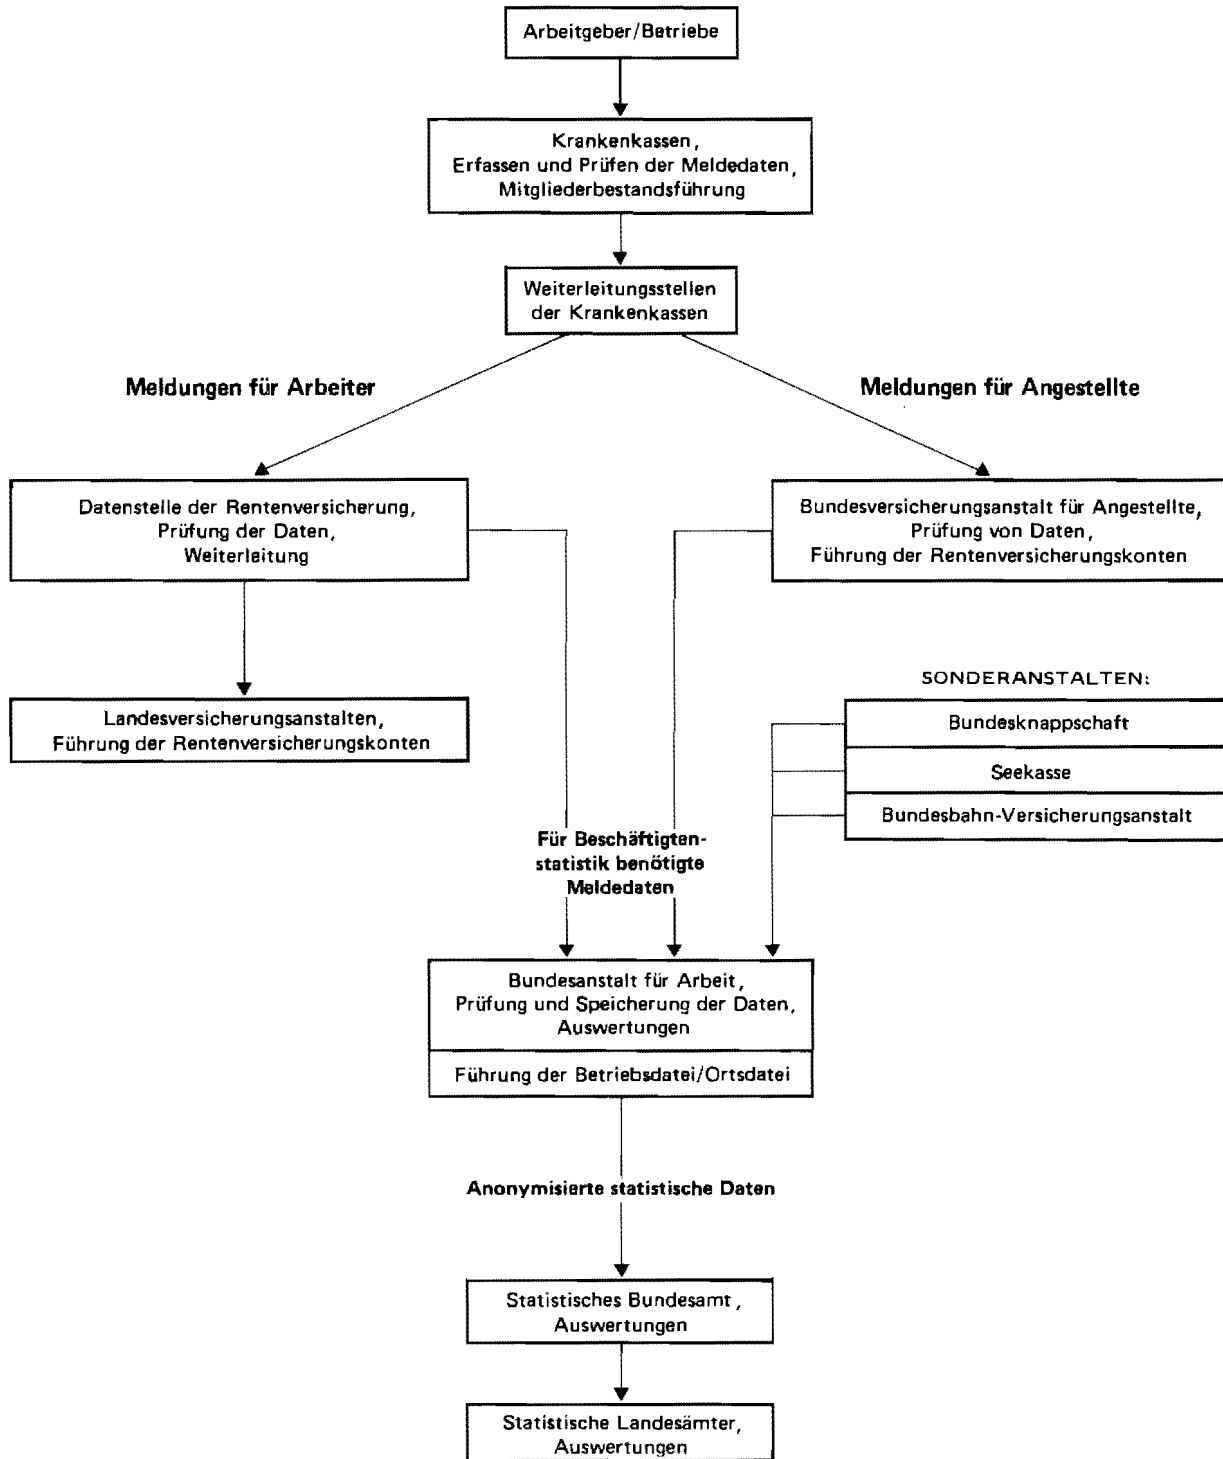 Arbeitgeber/Betriebe
Krankenkassen,
Erfassen und Prüfen der Meldedaten,
Mitgliederbestandsführung
Weiterleitungsstellen
der Krankenkassen
Meldungen für Arbeiter
Meldungen für Angestellte
Datenstelle der Rentenversicherung,
Prüfung der Daten,
Weiterleitung
Bundesversicherungsanstalt für Angestellte,
Prüfung von Daten,
Führung der Rentenversicherungskonten
Landesversicherungsanstalten,
Führung der Rentenversicherungskonten
SONDERANSTALTEN:
Bundesknappschaft
Seekasse
Bundesbahn-Versicherungsanstalt
Für Beschäftigten-
statistik benötigte
Meldedaten
Bundesanstalt für Arbeit,
Prüfung und Speicherung der Daten,
Auswertungen
Führung der Betriebsdatei/Ortsdatei
Anonymisierte statistische Daten
Statistisches Bundesamt,
Auswertungen
Statistische Landesämter,
Auswertungen